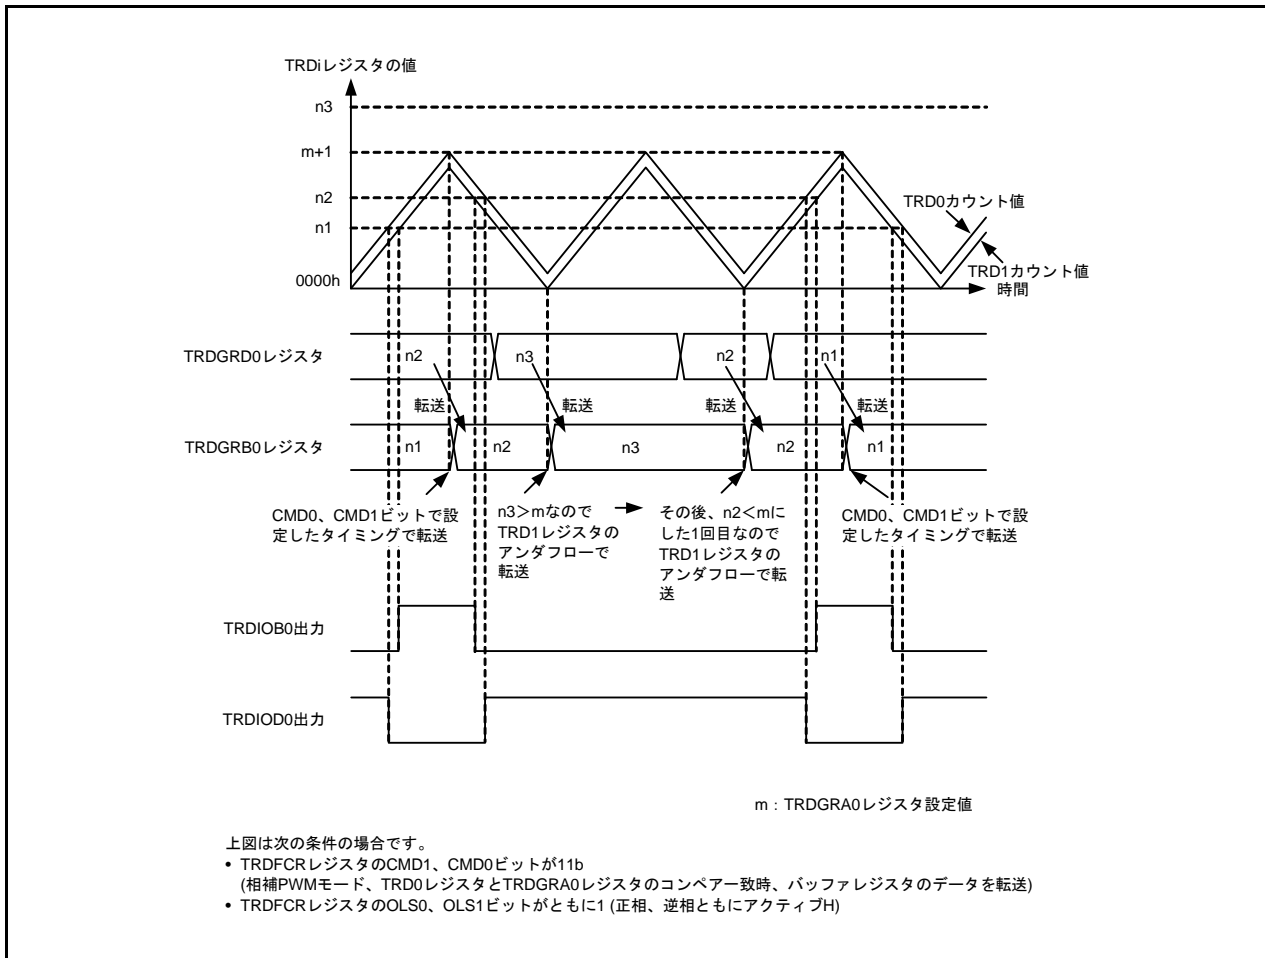 TRDiレジスタの値
n3
m+1
n2
n1
0000h
TRD0カウント値
TRD1カウント値
時間
TRDGRD0レジスタ
n2
n3
n2
n1
転送
転送
転送
転送
TRDGRB0レジスタ
n1
n2
n3
n2
n1
CMD0、CMD1ビットで設
定したタイミングで転送
n3>mなので
TRD1レジスタの
アンダフローで
転送
その後、n2<mに
した1回目なので
TRD1レジスタの
アンダフローで転
送
CMD0、CMD1ビットで設
定したタイミングで転送
TRDIOB0出力
TRDIOD0出力
m：TRDGRA0レジスタ設定値
上図は次の条件の場合です。
• TRDFCRレジスタのCMD1、CMD0ビットが11b
(相補PWMモード、TRD0レジスタとTRDGRA0レジスタのコンペア一致時、バッファレジスタのデータを転送)
• TRDFCRレジスタのOLS0、OLS1ビットがともに1 (正相、逆相ともにアクティブH)